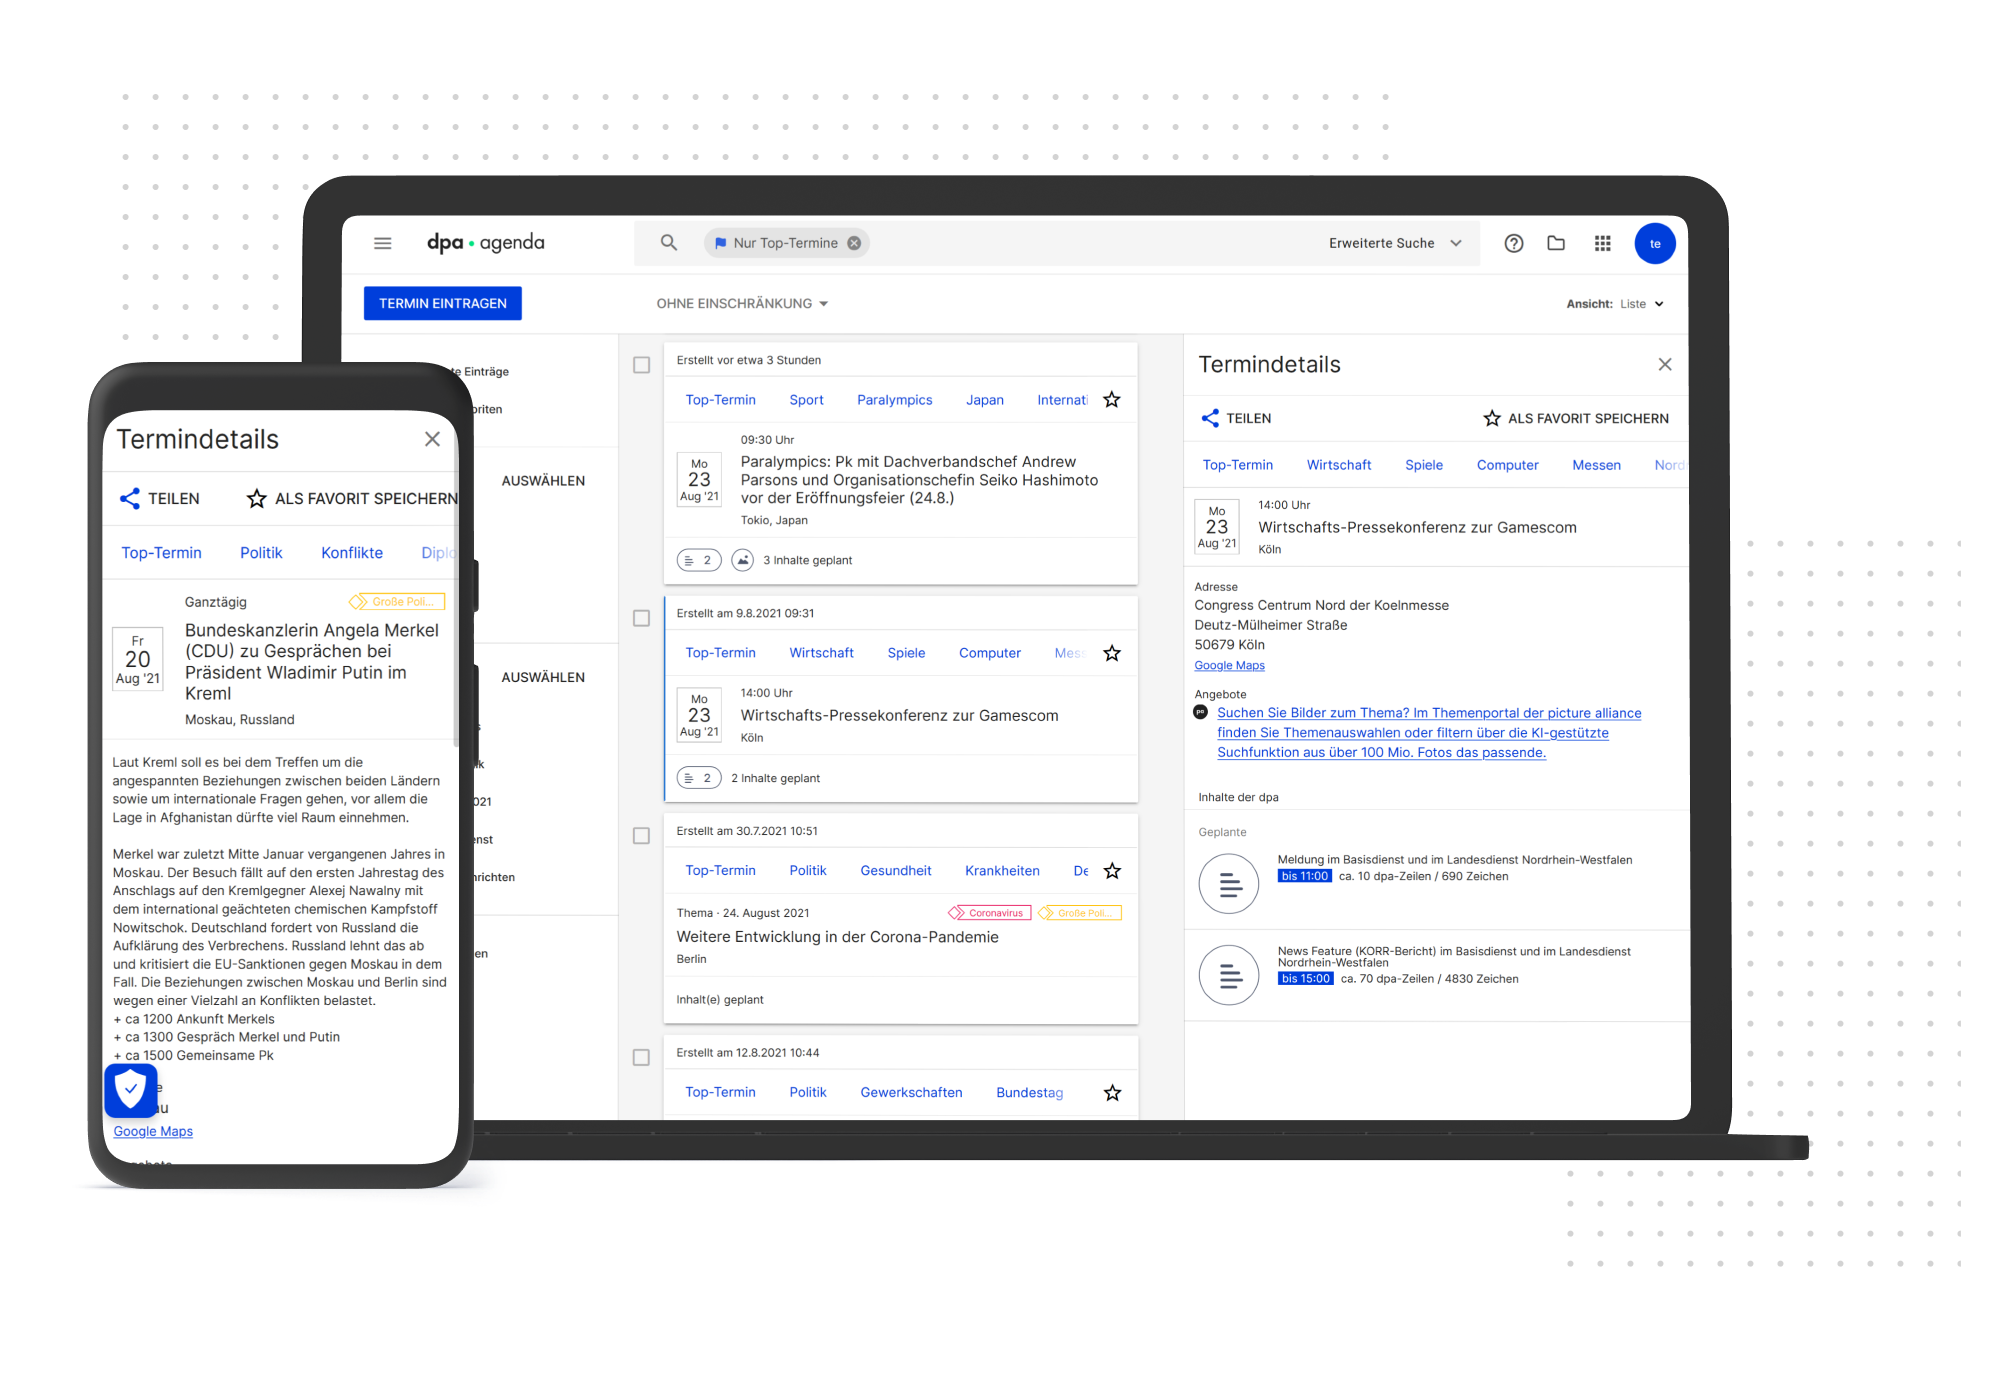 dpa • agenda
Nur Top-Termine
Erweiterte Suche
te
TERMIN EINTRAGEN
OHNE EINSCHRÄNKUNG
Ansicht: Liste
Einträge
AUSWÄHLEN
AUSWÄHLEN
Erstellt vor etwa 3 Stunden
Top-Termin Sport Paralympics Japan
09:30 Uhr
Mo
23
Aug '21
Paralympics: Pk mit Dachverbandschef Andrew
Parsons und Organisationschefin Seiko Hashimoto
vor der Eröffnungsfeier (24.8.)
Tokio, Japan
2 3 Inhalte geplant
Erstellt am 9.8.2021 09:31
Top-Termin Wirtschaft Spiele Computer
14:00 Uhr
Mo
23
Aug '21
Wirtschafts-Pressekonferenz zur Gamescom
Köln
2 2 Inhalte geplant
Erstellt am 30.7.2021 10:51
Top-Termin Politik Gesundheit Krankheiten
Thema · 24. August 2021
Coronavirus Große Poli...
Weitere Entwicklung in der Corona-Pandemie
Berlin
Inhalt(e) geplant
Erstellt am 12.8.2021 10:44
Top-Termin Politik Gewerkschaften Bundestag
Termindetails
TEILEN ALS FAVORIT SPEICHERN
Top-Termin Wirtschaft Spiele Computer Messen Nord
14:00 Uhr
Mo
23
Aug '21
Wirtschafts-Pressekonferenz zur Gamescom
Köln
Adresse
Congress Centrum Nord der Koelnmesse
Deutz-Mülheimer Straße
50679 Köln
Google Maps
Angebote
Suchen Sie Bilder zum Thema? Im Themenportal der picture alliance
finden Sie Themenauswahlen oder filtern über die KI-gestützte
Suchfunktion aus über 100 Mio. Fotos das passende.
Inhalte der dpa
Geplante
Meldung im Basisdienst und im Landesdienst Nordrhein-Westfalen
bis 11:00 ca. 10 dpa-Zeilen / 690 Zeichen
News Feature (KORR-Bericht) im Basisdienst und im Landesdienst
Nordrhein-Westfalen
bis 15:00 ca. 70 dpa-Zeilen / 4830 Zeichen
Termindetails
TEILEN ALS FAVORIT SPEICHERN
Top-Termin Politik Konflikte Diplo
Ganztägig
Große Poli...
Fr
20
Aug '21
Bundeskanzlerin Angela Merkel
(CDU) zu Gesprächen bei
Präsident Wladimir Putin im
Kreml
Moskau, Russland
Laut Kreml soll es bei dem Treffen um die
angespannten Beziehungen zwischen beiden Ländern
sowie um internationale Fragen gehen, vor allem die
Lage in Afghanistan dürfte viel Raum einnehmen.
Merkel war zuletzt Mitte Januar vergangenen Jahres in
Moskau. Der Besuch fällt auf den ersten Jahrestag des
Anschlags auf den Kremlgegner Alexej Nawalny mit
dem international geächteten chemischen Kampfstoff
Nowitschok. Deutschland fordert von Russland die
Aufklärung des Verbrechens. Russland lehnt das ab
und kritisiert die EU-Sanktionen gegen Moskau in dem
Fall. Die Beziehungen zwischen Moskau und Berlin sind
wegen einer Vielzahl an Konflikten belastet.
+ ca 1200 Ankunft Merkels
+ ca 1300 Gespräch Merkel und Putin
+ ca 1500 Gemeinsame Pk
Google Maps